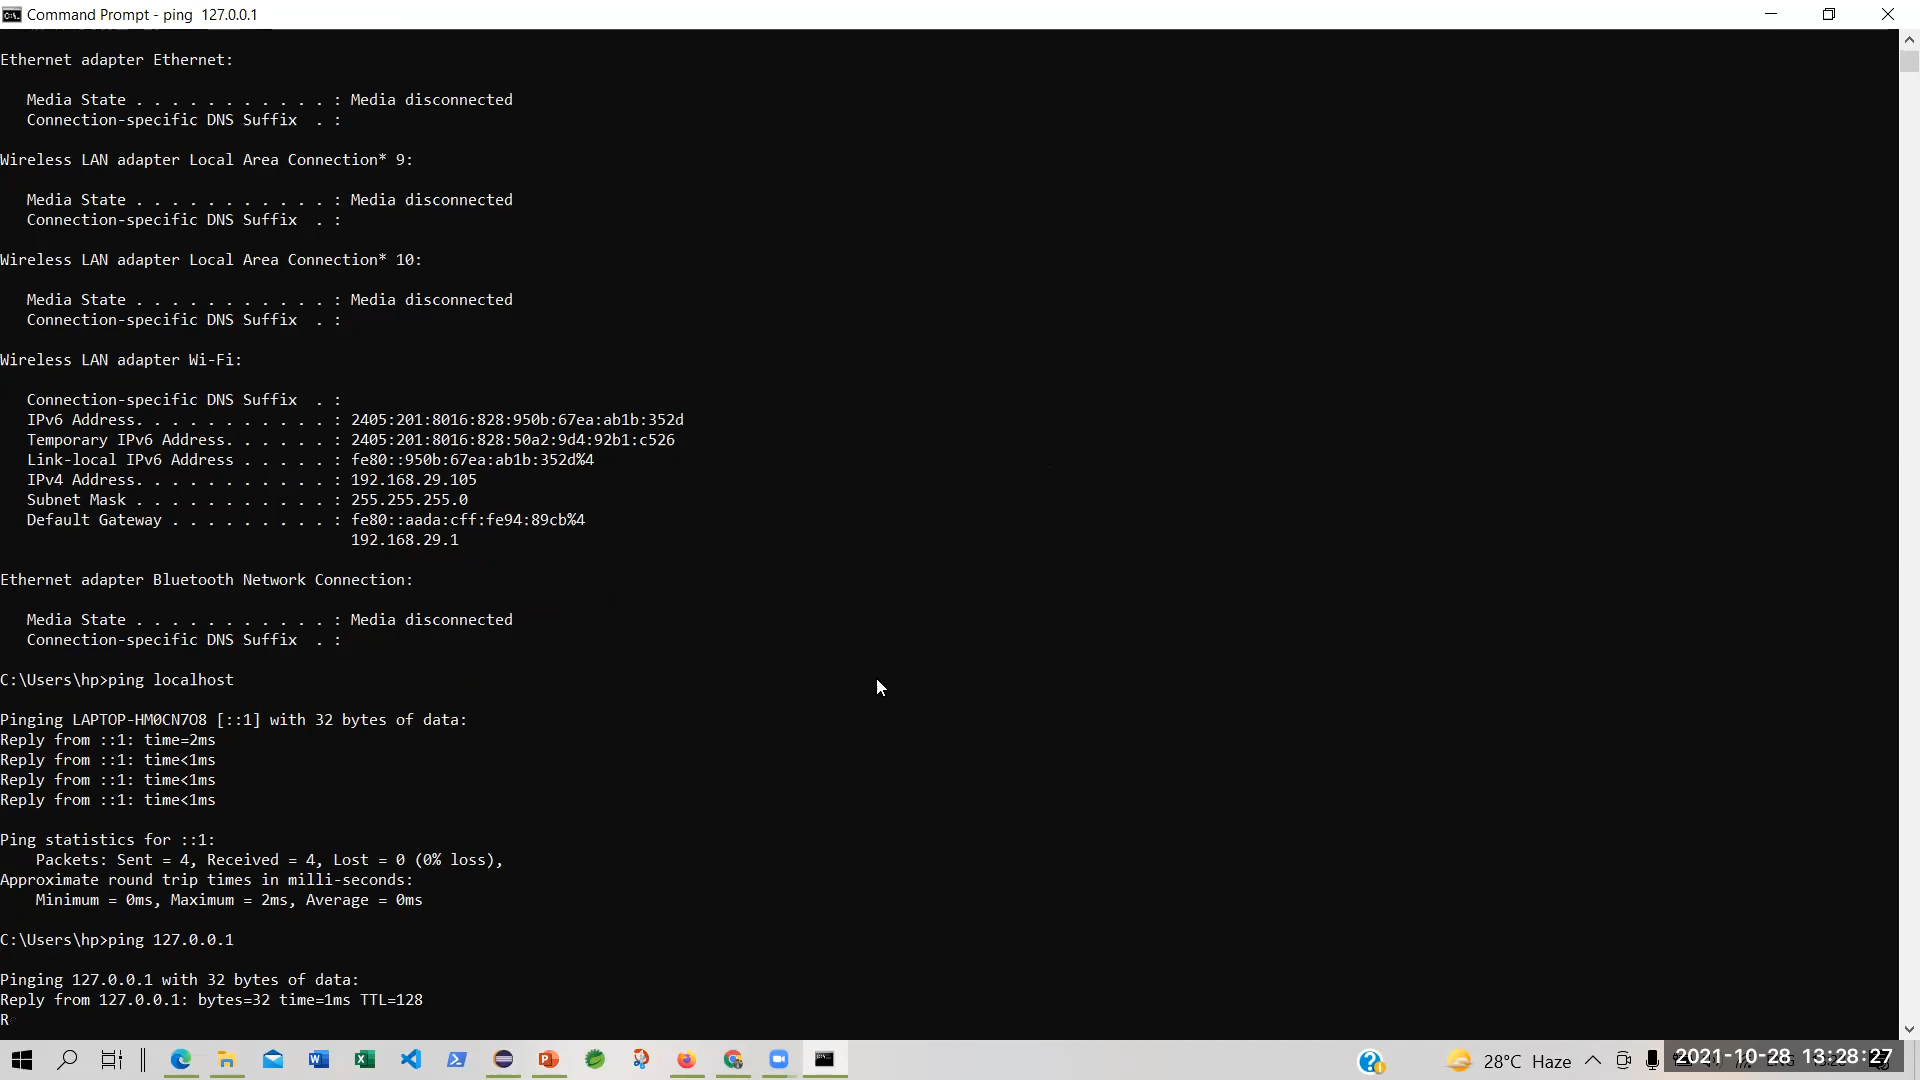 Command Prompt - ping  127.0.0.1
Ethernet adapter Ethernet:
Media State . . . . . . . . . . . : Media disconnected
Connection-specific DNS Suffix  . :
Wireless LAN adapter Local Area Connection* 9:
Media State . . . . . . . . . . . : Media disconnected
Connection-specific DNS Suffix  . :
Wireless LAN adapter Local Area Connection* 10:
Media State . . . . . . . . . . . : Media disconnected
Connection-specific DNS Suffix  . :
Wireless LAN adapter Wi-Fi:
Connection-specific DNS Suffix  . :
IPv6 Address. . . . . . . . . . . : 2405:201:8016:828:950b:67ea:ab1b:352d
Temporary IPv6 Address. . . . . . : 2405:201:8016:828:50a2:9d4:92b1:c526
Link-local IPv6 Address . . . . . : fe80::950b:67ea:ab1b:352d%4
IPv4 Address. . . . . . . . . . . : 192.168.29.105
Subnet Mask . . . . . . . . . . . : 255.255.255.0
Default Gateway . . . . . . . . . : fe80::aada:cff:fe94:89cb%4
192.168.29.1
Ethernet adapter Bluetooth Network Connection:
Media State . . . . . . . . . . . : Media disconnected
Connection-specific DNS Suffix  . :
C:\Users\hp>ping localhost
Pinging LAPTOP-HM0CN7O8 [::1] with 32 bytes of data:
Reply from ::1: time=2ms
Reply from ::1: time<1ms
Reply from ::1: time<1ms
Reply from ::1: time<1ms
Ping statistics for ::1:
Packets: Sent = 4, Received = 4, Lost = 0 (0% loss),
Approximate round trip times in milli-seconds:
Minimum = 0ms, Maximum = 2ms, Average = 0ms
C:\Users\hp>ping 127.0.0.1
Pinging 127.0.0.1 with 32 bytes of data:
Reply from 127.0.0.1: bytes=32 time=1ms TTL=128
R
28°C Haze
2021-10-28 13:28:27